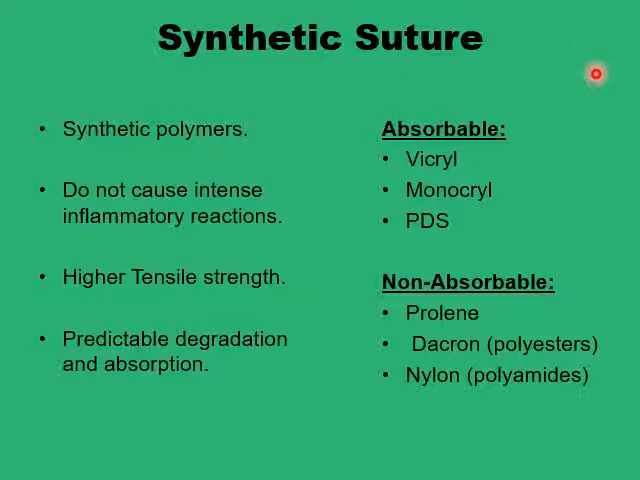 Synthetic Suture
• Synthetic polymers.
• Do not cause intense
inflammatory reactions.
• Higher Tensile strength.
• Predictable degradation
and absorption.
Absorbable:
• Vicryl
• Monocryl
• PDS
Non-Absorbable:
• Prolene
• Dacron (polyesters)
• Nylon (polyamides)